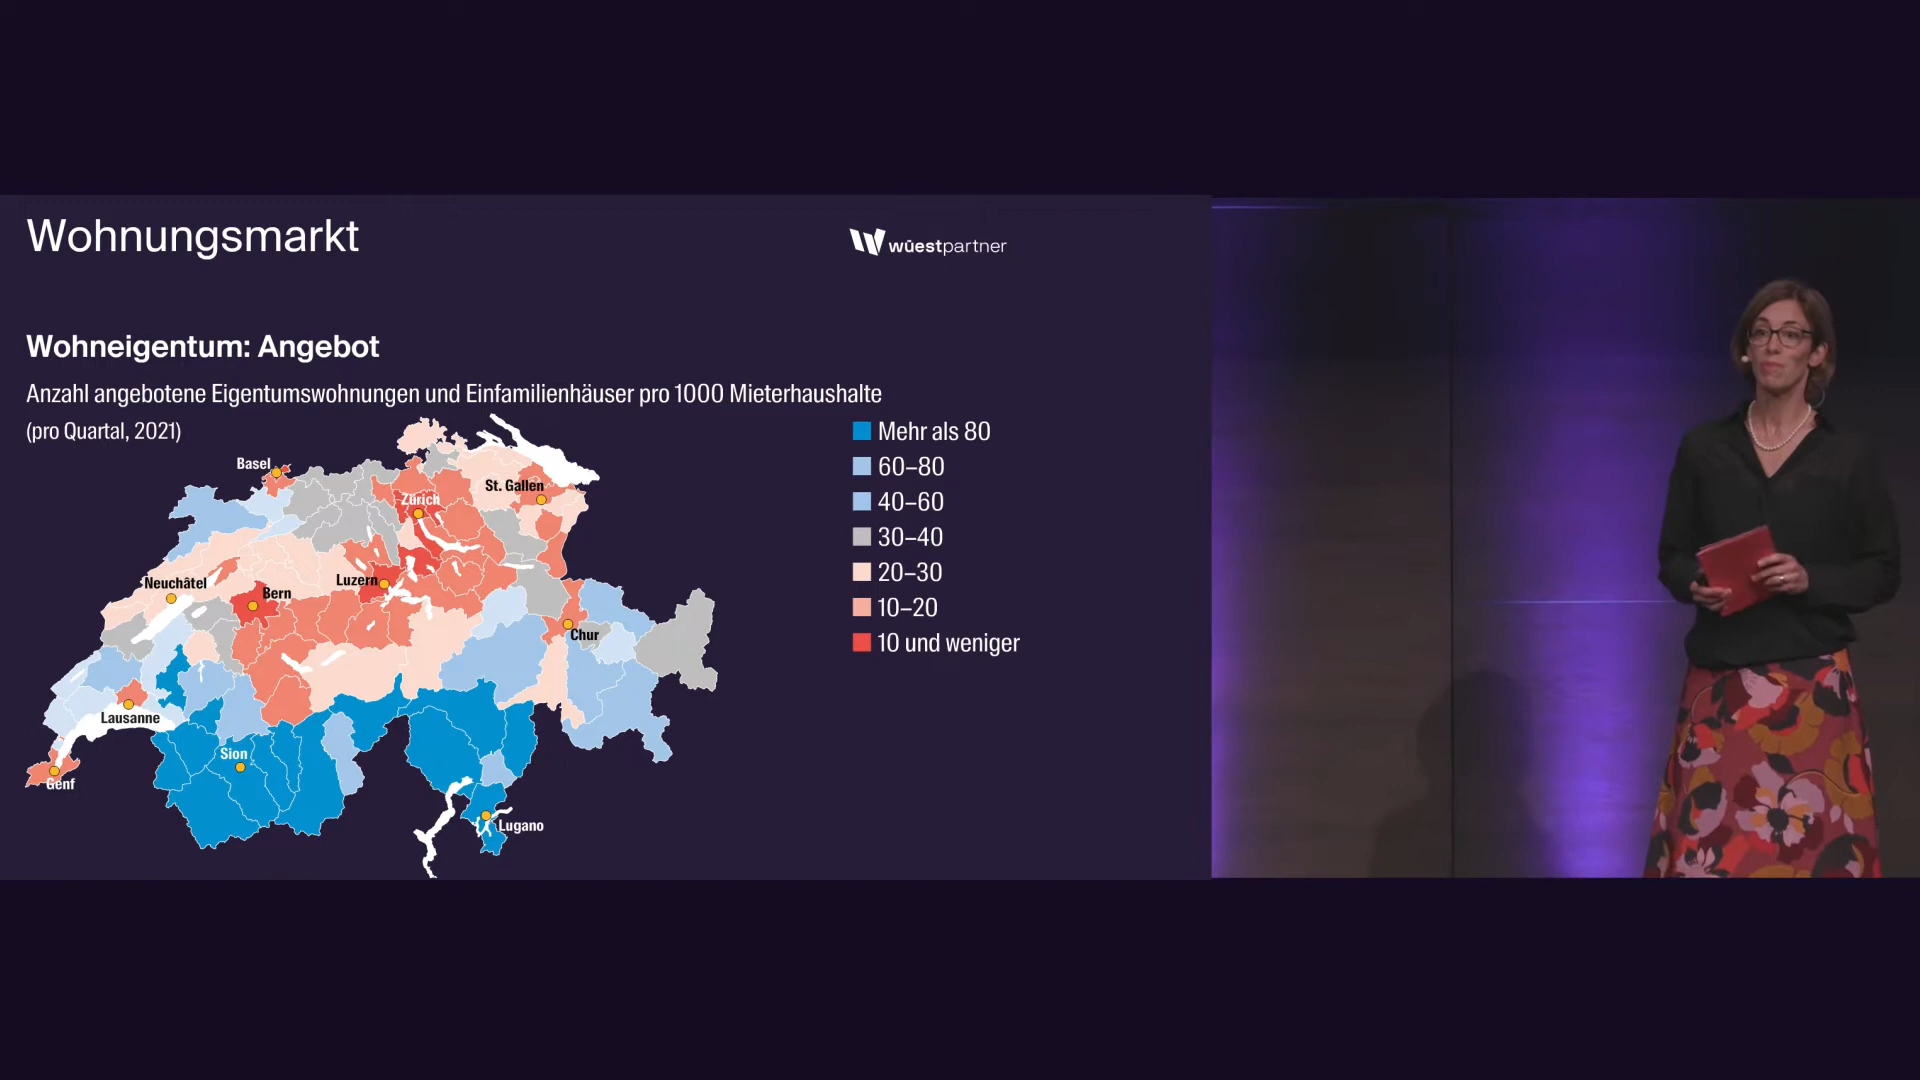 Wohnungsmarkt
wüestpartner
Wohneigentum: Angebot
Anzahl angebotene Eigentumswohnungen und Einfamilienhäuser pro 1000 Mieterhaushalte
(pro Quartal, 2021)
Mehr als 80
60–80
40–60
30–40
20–30
10–20
10 und weniger
Basel
Zürich
St. Gallen
Neuchâtel
Luzern
Bern
Chur
Lausanne
Sion
Genf
Lugano